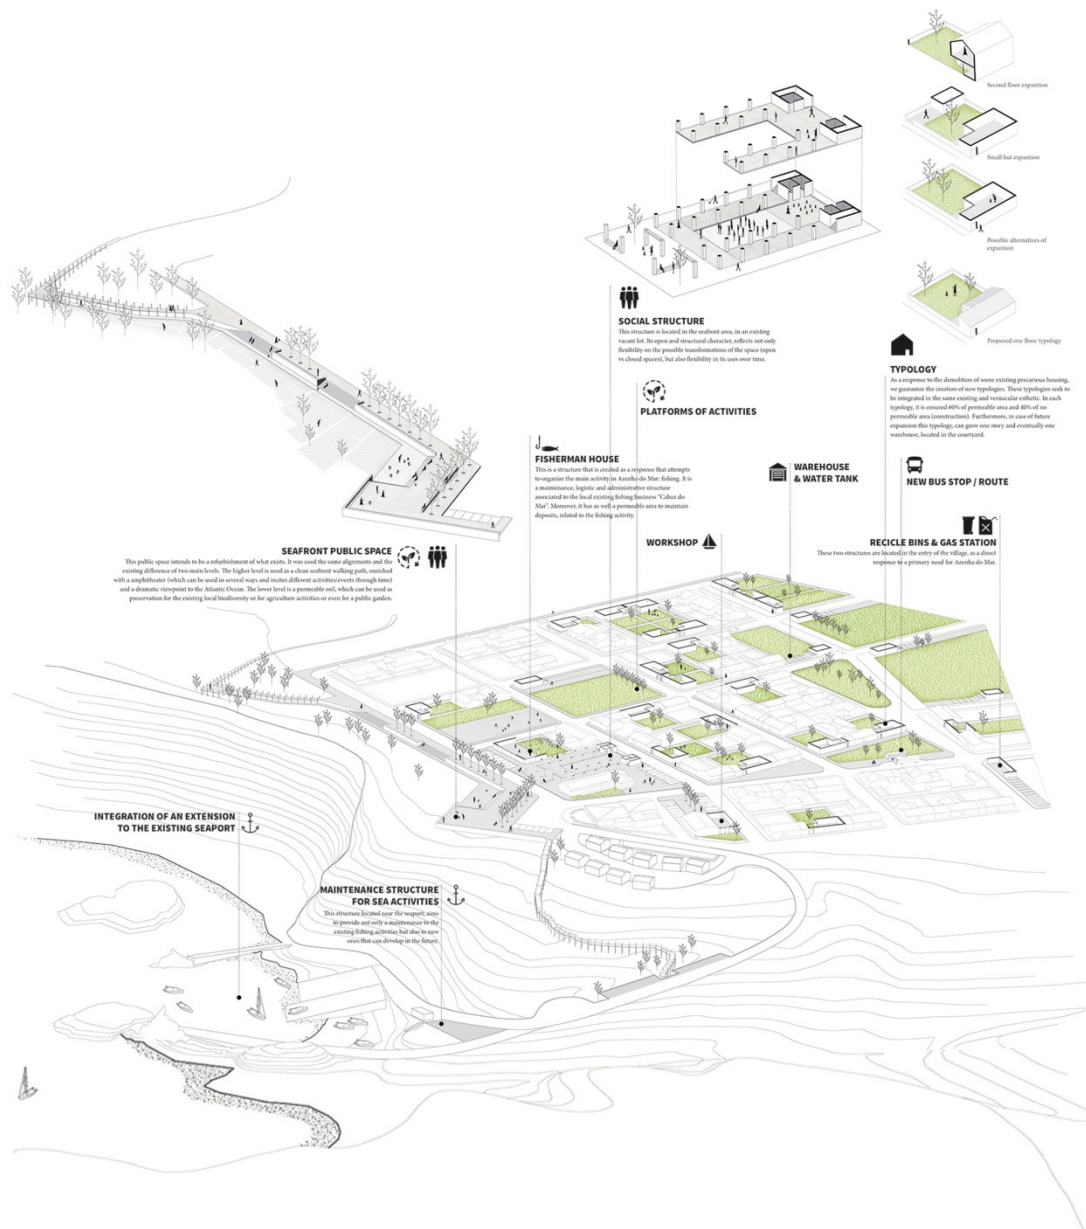 Second floor expantion
Small hut expantion
Possible alternatives of
expantion
Proposed one floor typology
SOCIAL STRUCTURE
This structure is located in the seafront area, in an existing
vacant lot. Its open and structural character, reflects not only
flexibility on the possible transformations of the space (open
vs closed spaces), but also flexibility in its uses over time.
TYPOLOGY
As a response to the demolition of some existing precarious housing,
we guarantee the creation of new typologies. These typologies seek to
be integrated in the same existing and vernacular esthetic. In each
typology, it is ensured 60% of permeable area and 40% of no
permeable area (construction). Furthermore, in case of future
expansion this typology, can grow one story and eventually one
warehouse, located in the courtyard.
PLATFORMS OF ACTIVITIES
FISHERMAN HOUSE
This is a structure that is created as a response that attempts
to organize the main activity in Azenha do Mar: fishing. It is
a maintenance, logistic and administrative structure
associated to the local existing fishing business "Cabaz do
Mar". Moreover, it has as well a permeable area to maintain
deposits, related to the fishing activity.
WAREHOUSE
& WATER TANK
NEW BUS STOP / ROUTE
WORKSHOP
RECICLE BINS & GAS STATION
These two structures are located in the entry of the village, as a direct
response to a primary need for Azenha do Mar.
SEAFRONT PUBLIC SPACE
This public space intends to be a refurbishment of what exists. It was used the same alignments and the
existing difference of two main levels. The higher level is used as a clean seafront walking path, enriched
with a amphitheater (which can be used in several ways and incites different activities/events through time)
and a dramatic viewpoint to the Atlantic Ocean. The lower level is a permeable soil, which can be used as
preservation for the existing local biodiversity or for agriculture activities or even for a public garden.
INTEGRATION OF AN EXTENSION
TO THE EXISTING SEAPORT
MAINTENANCE STRUCTURE
FOR SEA ACTIVITIES
This structure located near the seaport, aims
to provide not only a maintenance to the
existing fishing activities but also to new
ones that can develop in the future.